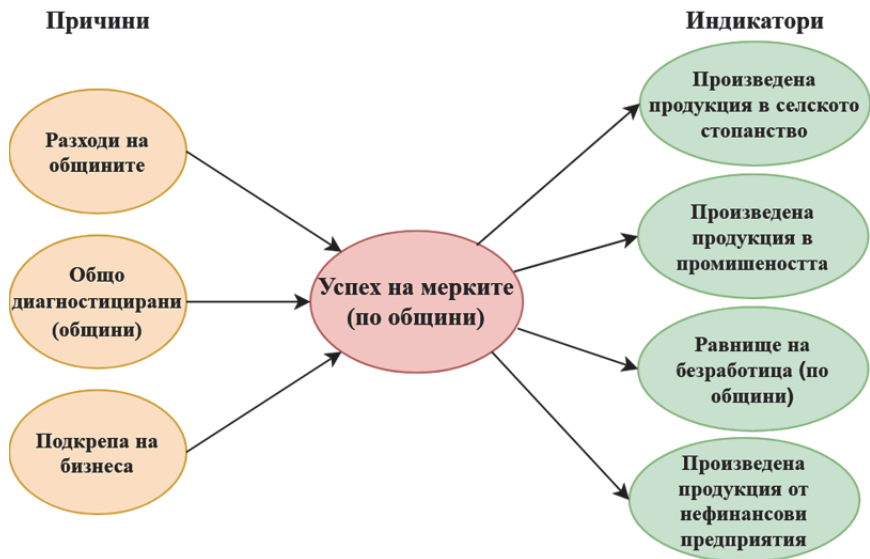 Причини
Разходи на
общините
Общо
диагностицирани
(общини)
Подкрепа на
бизнеса
Успех на мерките
(по общини)
Индикатори
Произведена
продукция в селското
стопанство
Произведена
продукция в
промишеността
Равнище на
безработица (по
общини)
Произведена
продукция от
нефинансови
предприятия